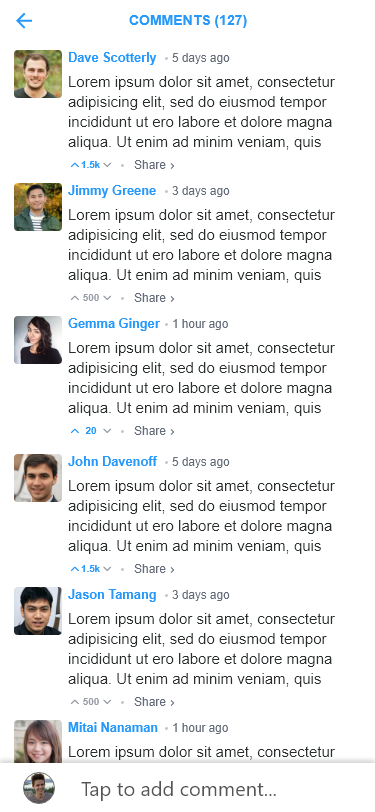 COMMENTS (127)
Dave Scotterly • 5 days ago
Lorem ipsum dolor sit amet, consectetur
adipisicing elit, sed do eiusmod tempor
incididunt ut ero labore et dolore magna
aliqua. Ut enim ad minim veniam, quis
1.5k • Share ›
Jimmy Greene • 3 days ago
Lorem ipsum dolor sit amet, consectetur
adipisicing elit, sed do eiusmod tempor
incididunt ut ero labore et dolore magna
aliqua. Ut enim ad minim veniam, quis
500 • Share ›
Gemma Ginger • 1 hour ago
Lorem ipsum dolor sit amet, consectetur
adipisicing elit, sed do eiusmod tempor
incididunt ut ero labore et dolore magna
aliqua. Ut enim ad minim veniam, quis
20 • Share ›
John Davenoff • 5 days ago
Lorem ipsum dolor sit amet, consectetur
adipisicing elit, sed do eiusmod tempor
incididunt ut ero labore et dolore magna
aliqua. Ut enim ad minim veniam, quis
1.5k • Share ›
Jason Tamang • 3 days ago
Lorem ipsum dolor sit amet, consectetur
adipisicing elit, sed do eiusmod tempor
incididunt ut ero labore et dolore magna
aliqua. Ut enim ad minim veniam, quis
500 • Share ›
Mitai Nanaman • 1 hour ago
Lorem ipsum dolor sit amet, consectetur
Tap to add comment...